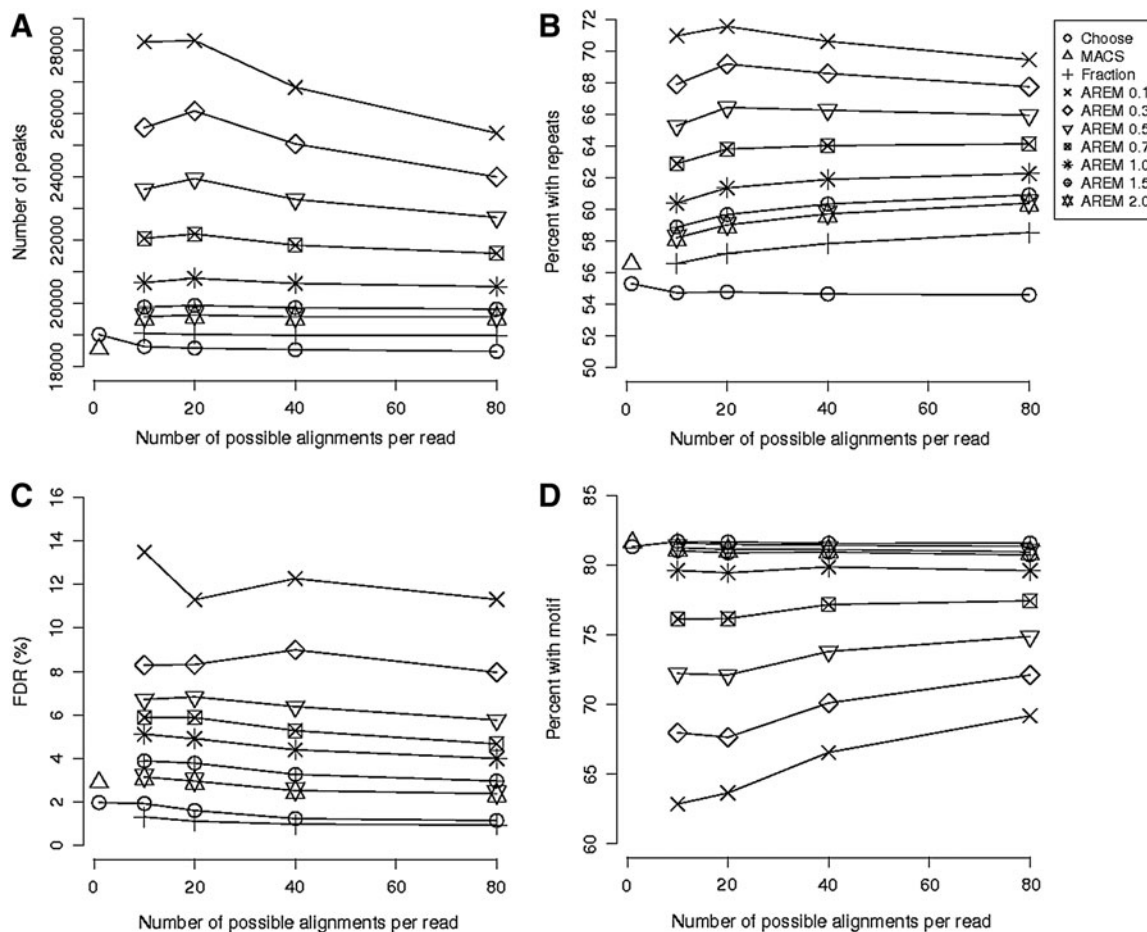 A
Number of peaks
28000
26000
24000
22000
20000
18000
0 20 40 60 80
Number of possible alignments per read
B
Percent with repeats
72
70
68
66
64
62
60
58
56
54
52
50
0 20 40 60 80
Number of possible alignments per read
Choose
MACS
Fraction
AREM 0.1
AREM 0.3
AREM 0.5
AREM 0.7
AREM 1.0
AREM 1.5
AREM 2.0
C
FDR (%)
16
14
12
10
8
6
4
2
0
0 20 40 60 80
Number of possible alignments per read
D
Percent with motif
85
80
75
70
65
60
0 20 40 60 80
Number of possible alignments per read